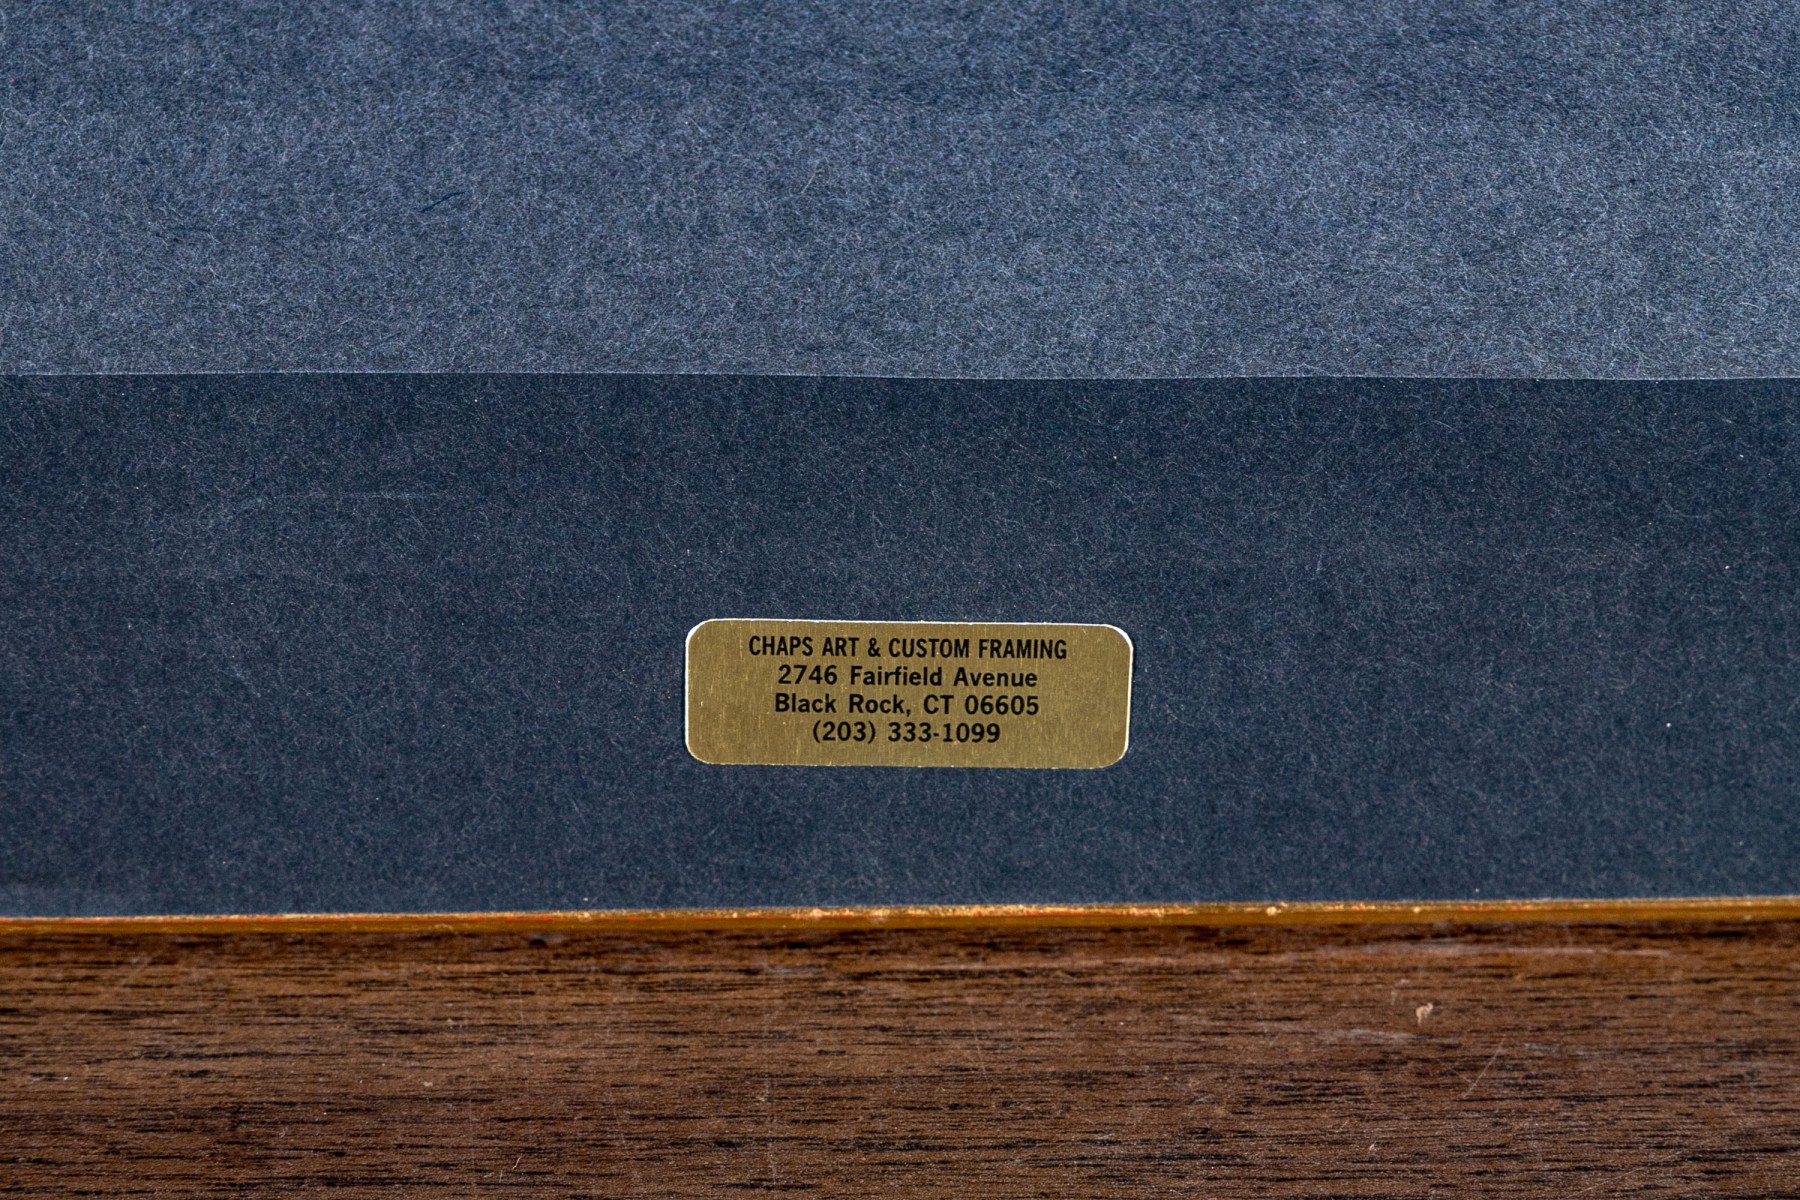 CHAPS ART & CUSTOM FRAMING
2746 Fairfield Avenue
Black Rock, CT 06605
(203) 333-1099